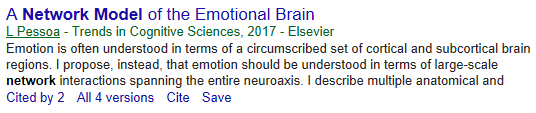 A Network Model of the Emotional Brain
L Pessoa - Trends in Cognitive Sciences, 2017 - Elsevier
Emotion is often understood in terms of a circumscribed set of cortical and subcortical brain
regions. I propose, instead, that emotion should be understood in terms of large-scale
network interactions spanning the entire neuroaxis. I describe multiple anatomical and
Cited by 2 All 4 versions Cite Save